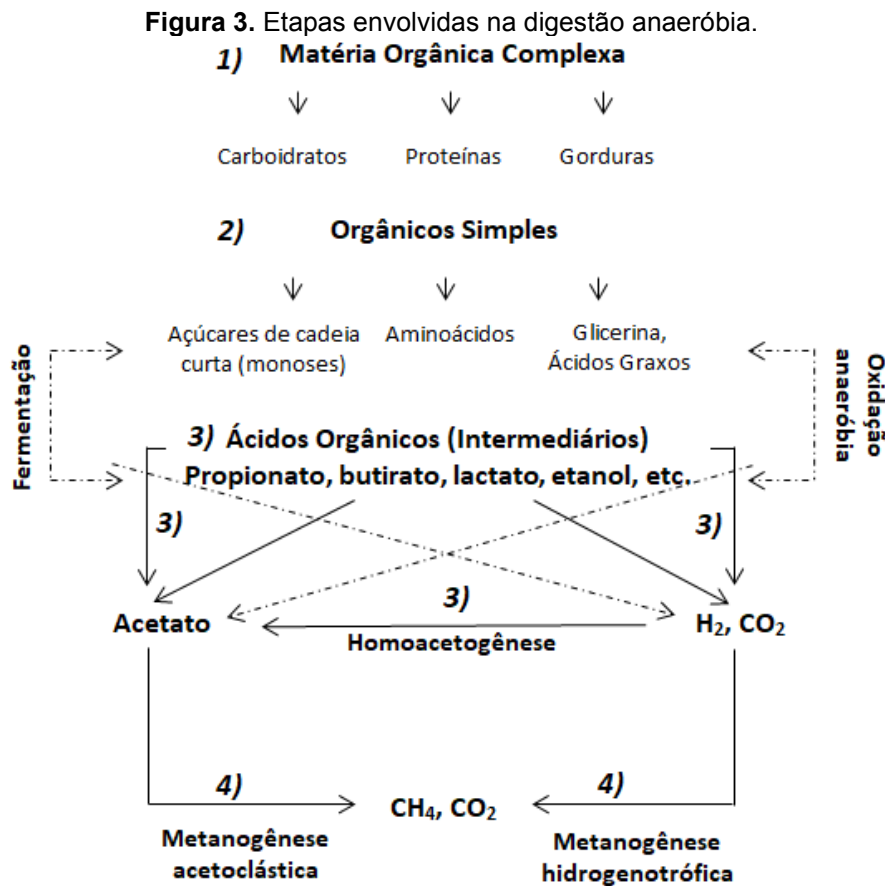 Figura 3. Etapas envolvidas na digestão anaeróbia.
1) Matéria Orgânica Complexa
Carboidratos Proteínas Gorduras
2) Orgânicos Simples
Açúcares de cadeia
curta (monoses)
Aminoácidos
Glicerina,
Ácidos Graxos
Fermentação
Oxidação
anaeróbia
3) Ácidos Orgânicos (Intermediários)
Propionato, butirato, lactato, etanol, etc.
3)
3)
3)
Acetato
H₂, CO₂
Homoacetogênese
4)
4)
CH₄, CO₂
Metanogênese
acetoclástica
Metanogênese
hidrogenotrófica